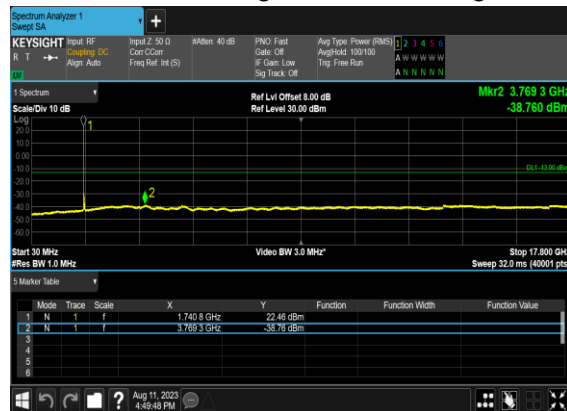 Spectrum Analyzer 1
Swept SA
+
KEYSIGHT Input: RF Input Z: 50 Ω #Atten: 40 dB PNO: Fast Avg Type: Power (RMS) 1 2 3 4 5 6
R T Coupling: DC Corr CCorr Gate: Off Avg|Hold: 100/100 A W W W W W
Align: Auto Freq Ref: Int (S) IF Gain: Low Trig: Free Run
Sig Track: Off A N N N N N
1 Spectrum Ref Lvl Offset 8.00 dB Mkr2 3.769 3 GHz
Scale/Div 10 dB Ref Level 30.00 dBm -38.760 dBm
Log
20.0
10.0
0.00
-10.0
-20.0
-30.0
-40.0
-50.0
-60.0
1
DL1 -13.00 dBm
2
Start 30 MHz Video BW 3.0 MHz* Stop 17.800 GHz
#Res BW 1.0 MHz Sweep 32.0 ms (40001 pts)
5 Marker Table
Mode Trace Scale X Y Function Function Width Function Value
1 N 1 f 1.740 8 GHz 22.46 dBm
2 N 1 f 3.769 3 GHz -38.76 dBm
3
4
5
6
? Aug 11, 2023
4:49:48 PM